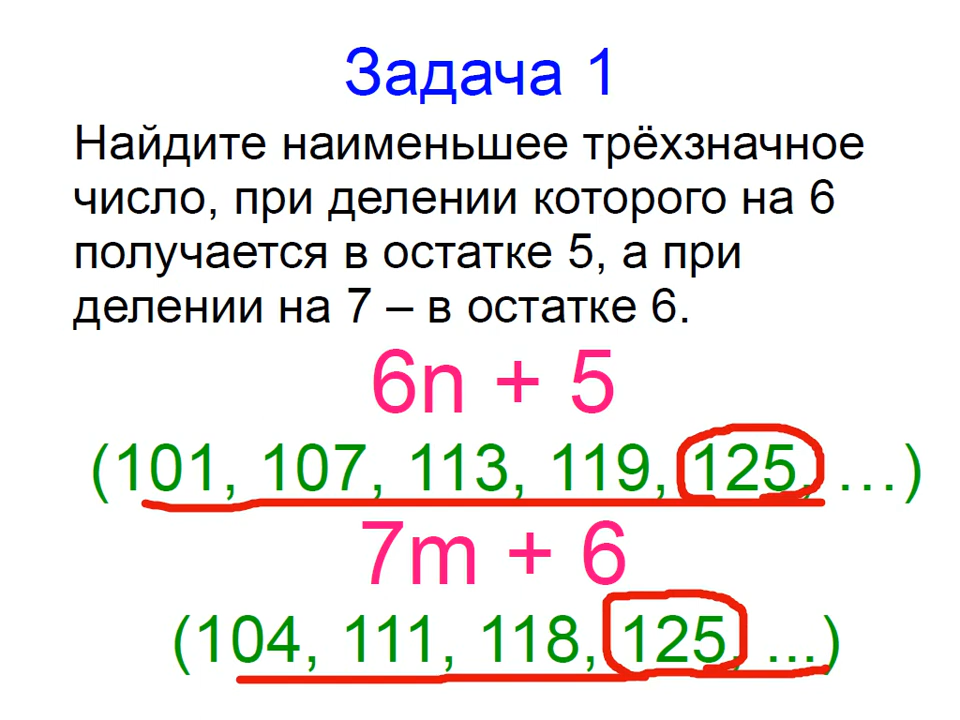 Задача 1
Найдите наименьшее трёхзначное
число, при делении которого на 6
получается в остатке 5, а при
делении на 7 – в остатке 6.
6n + 5
(101, 107, 113, 119, 125, …)
7m + 6
(104, 111, 118, 125, ...)